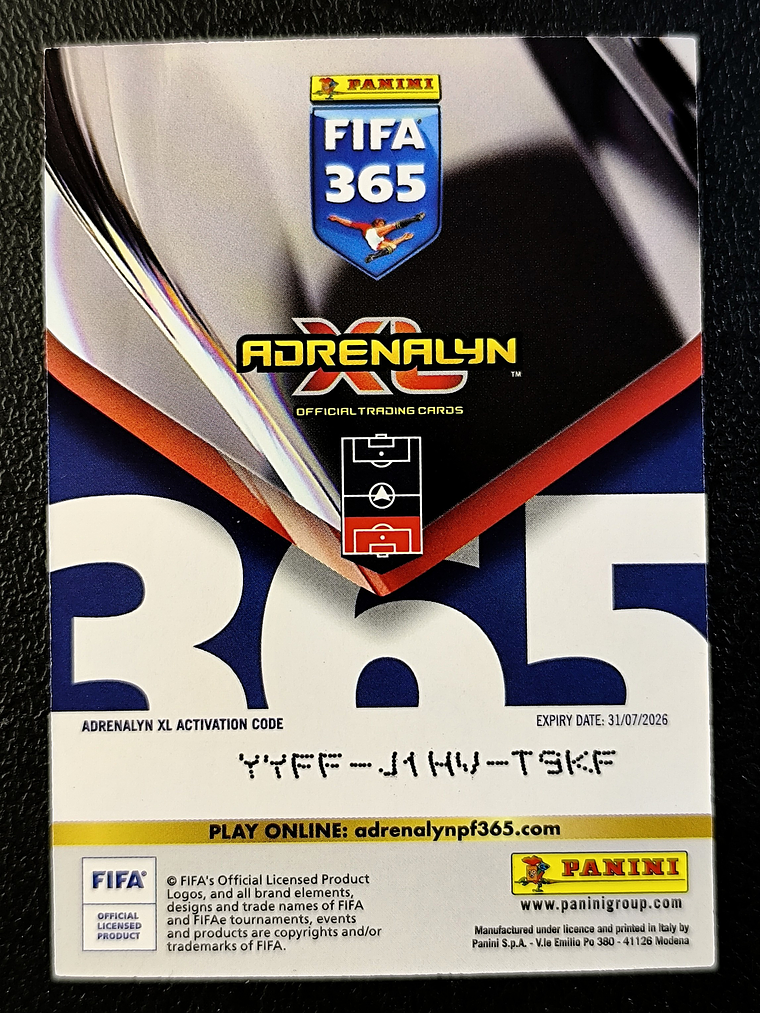 PANINI
FIFA
365
XL
ADRENALYN
™
OFFICIAL TRADING CARDS
365
ADRENALYN XL ACTIVATION CODE
EXPIRY DATE: 31/07/2026
YYFF-J1HW-T9KF
PLAY ONLINE: adrenalynpf365.com
FIFA®
OFFICIAL
LICENSED
PRODUCT
© FIFA's Official Licensed Product
Logos, and all brand elements,
designs and trade names of FIFA
and FIFAe tournaments, events
and products are copyrights and/or
trademarks of FIFA.
PANINI
www.paninigroup.com
Manufactured under licence and printed in Italy by
Panini S.p.A. - V.le Emilio Po 380 - 41126 Modena